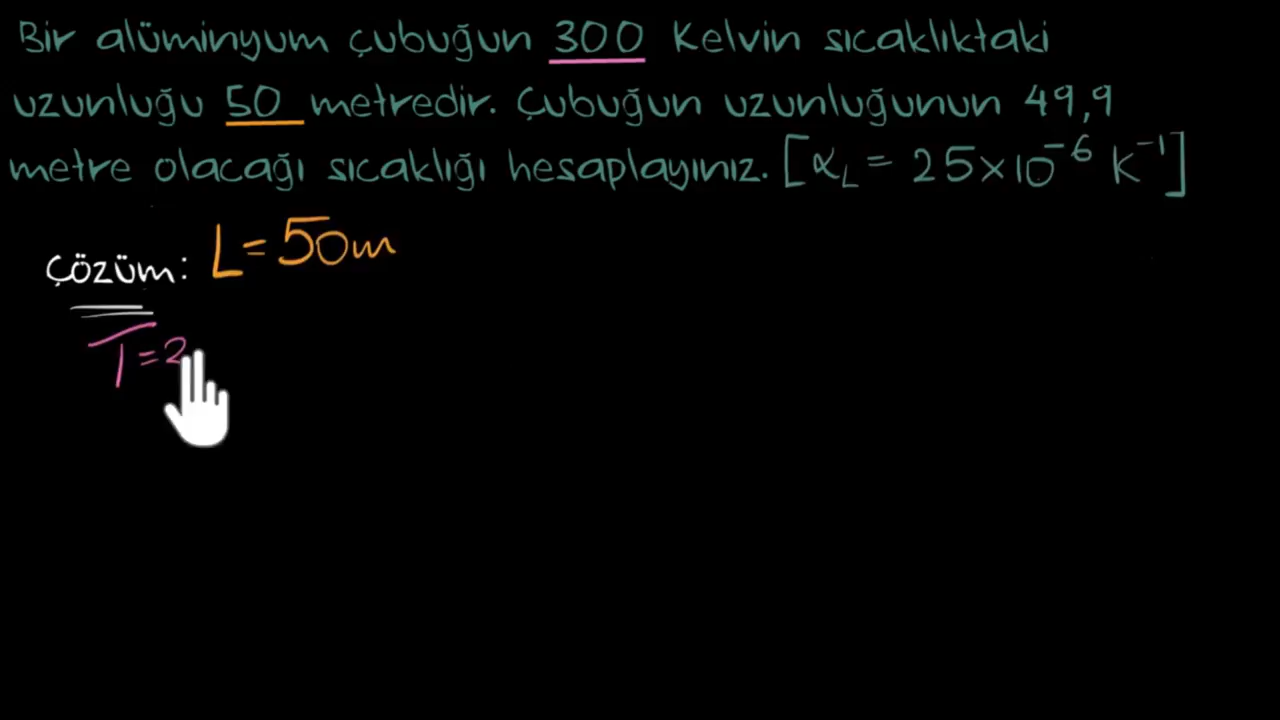 Bir alüminyum çubuğun 300 Kelvin sıcaklıktaki
uzunluğu 50 metredir. Çubuğun uzunluğunun 49,9
metre olacağı sıcaklığı hesaplayınız. [α_L = 25×10⁻⁶ K⁻¹]
Çözüm: L=50m
T=